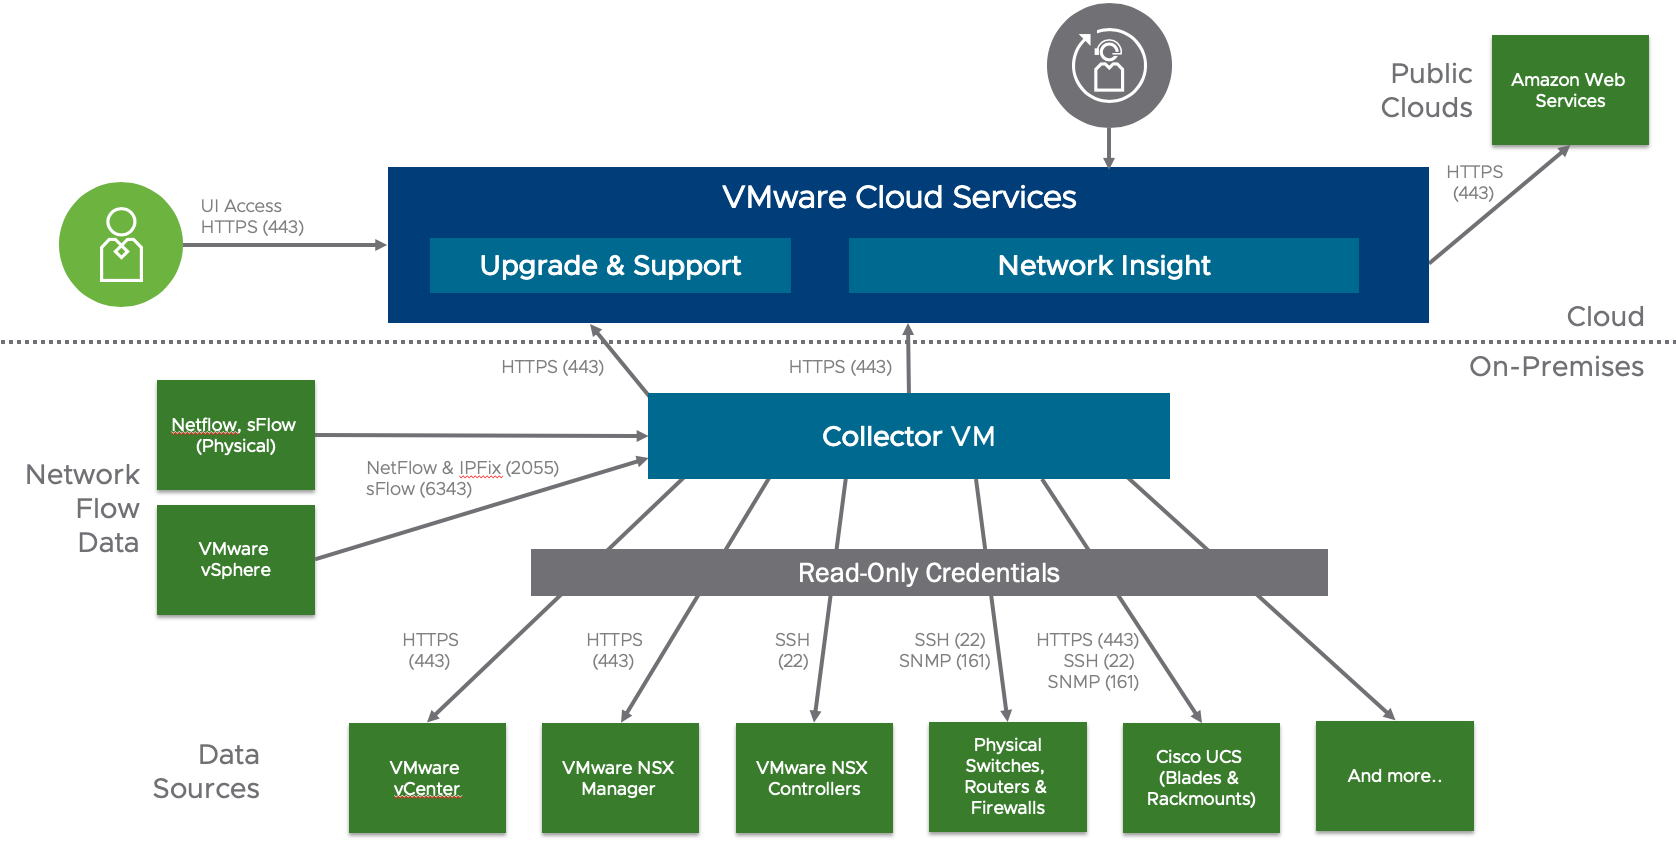 Public
Clouds
Amazon Web
Services
HTTPS
(443)
UI Access
HTTPS (443)
VMware Cloud Services
Upgrade & Support
Network Insight
Cloud
On-Premises
HTTPS (443)
HTTPS (443)
Netflow, sFlow
(Physical)
Collector VM
Network
Flow
Data
NetFlow & IPFix (2055)
sFlow (6343)
VMware
vSphere
Read-Only Credentials
HTTPS
(443)
HTTPS
(443)
SSH
(22)
SSH (22)
SNMP (161)
HTTPS (443)
SSH (22)
SNMP (161)
Data
Sources
VMware
vCenter
VMware NSX
Manager
VMware NSX
Controllers
Physical
Switches,
Routers &
Firewalls
Cisco UCS
(Blades &
Rackmounts)
And more..